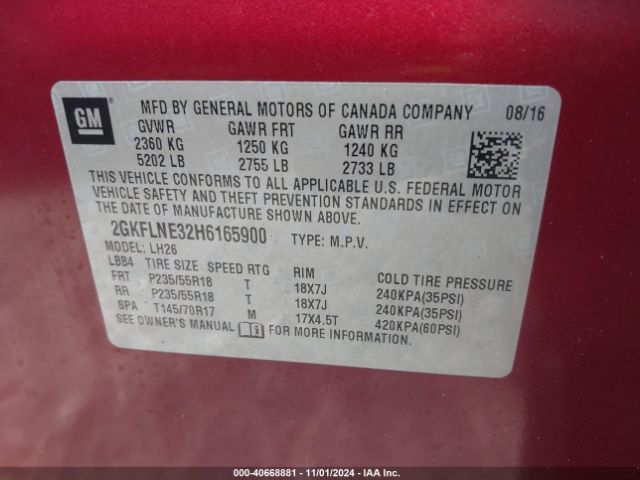 GM
MFD BY GENERAL MOTORS OF CANADA COMPANY 08/16
GVWR GAWR FRT GAWR RR
2360 KG 1250 KG 1240 KG
5202 LB 2755 LB 2733 LB
THIS VEHICLE CONFORMS TO ALL APPLICABLE U.S. FEDERAL MOTOR
VEHICLE SAFETY AND THEFT PREVENTION STANDARDS IN EFFECT ON
THE DATE OF MANUFACTURE SHOWN ABOVE.
2GKFLNE32H6165900 TYPE: M.P.V.
MODEL: LH26
LBB4 TIRE SIZE SPEED RTG RIM COLD TIRE PRESSURE
FRT P235/55R18 T 18X7J 240KPA(35PSI)
RR P235/55R18 T 18X7J 240KPA(35PSI)
SPA T145/70R17 M 17X4.5T 420KPA(60PSI)
SEE OWNER'S MANUAL FOR MORE INFORMATION.
000-40668881 - 11/01/2024 - IAA Inc.